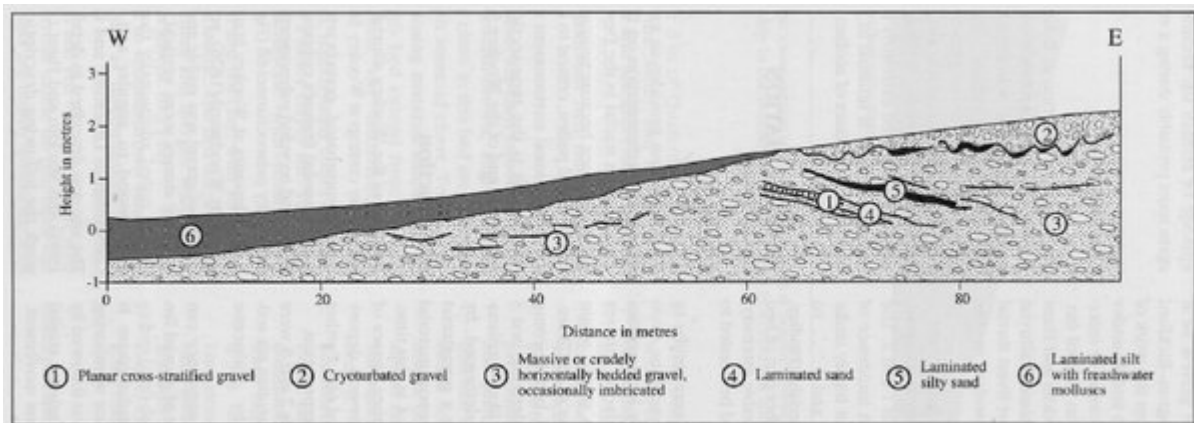 W
E
3
2
1
0
-1
Height in metres
0
20
40
60
80
Distance in metres
2
5
1
4
3
3
6
1 Planar cross-stratified gravel
2 Cryoturbated gravel
3 Massive or crudely
horizontally bedded gravel,
occasionally imbricated
4 Laminated sand
5 Laminated
silty sand
6 Laminated silt
with freashwater
molluscs